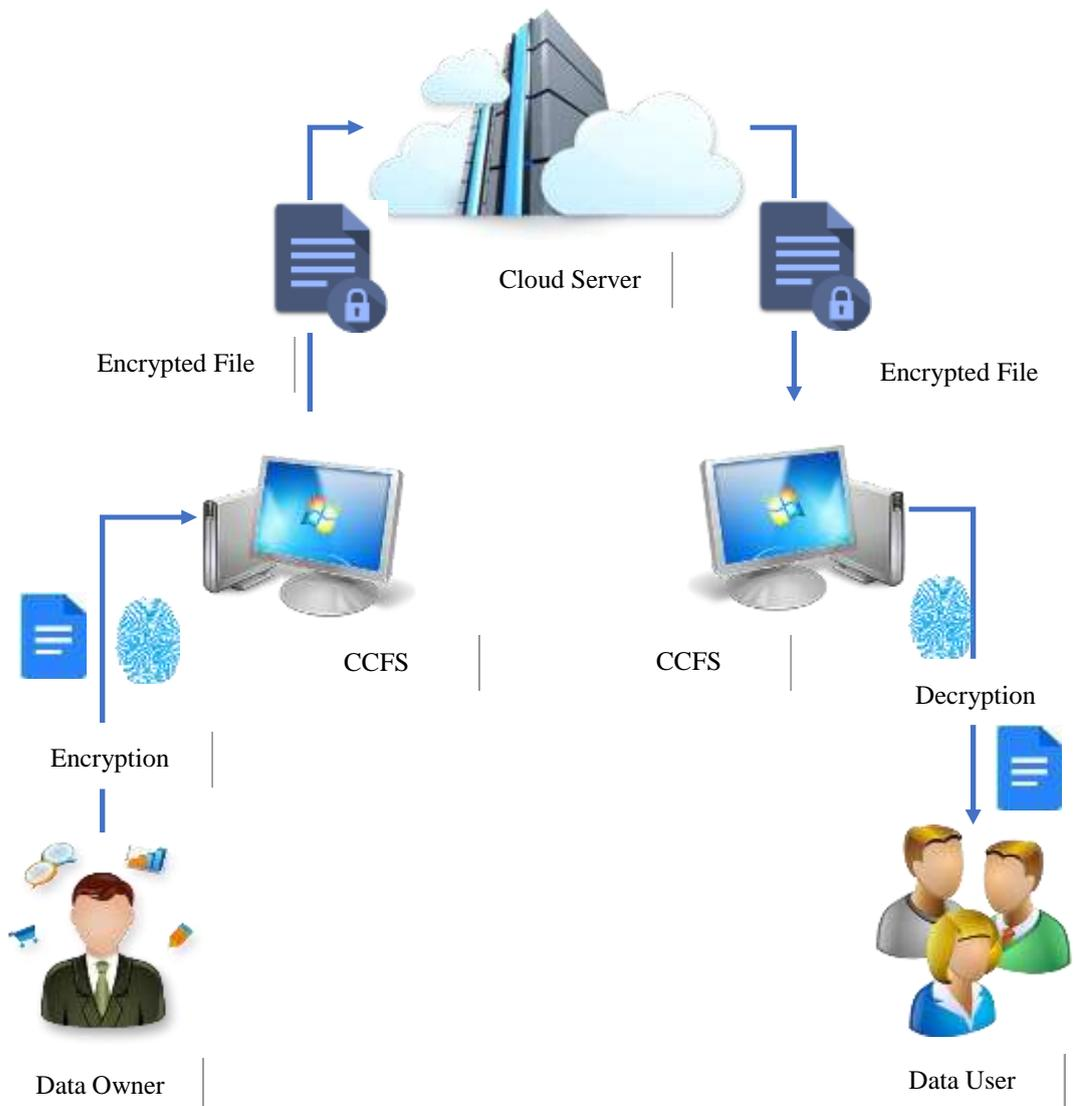 Cloud Server
Encrypted File
Encrypted File
CCFS
CCFS
Decryption
Encryption
Data Owner
Data User